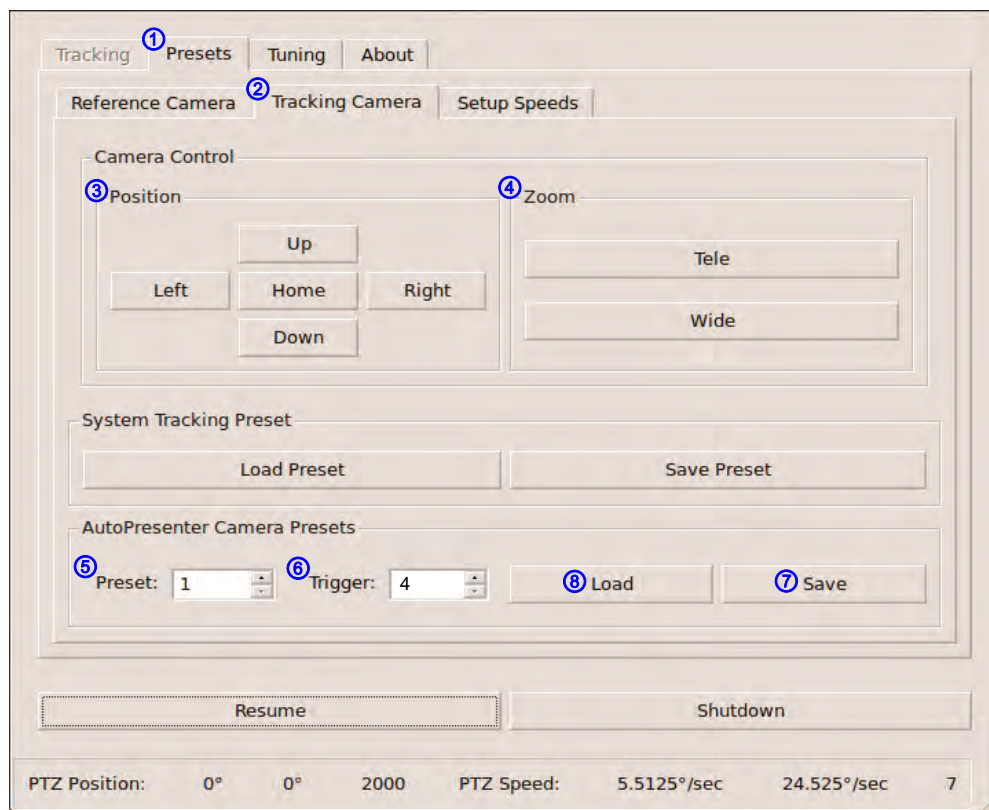 Tracking ① Presets Tuning About
Reference Camera ② Tracking Camera Setup Speeds
Camera Control
③ Position ④ Zoom
Up
Tele
Left Home Right
Wide
Down
System Tracking Preset
Load Preset Save Preset
AutoPresenter Camera Presets
⑤ Preset: 1 ⑥ Trigger: 4 ⑧ Load ⑦ Save
Resume Shutdown
PTZ Position: 0° 0° 2000 PTZ Speed: 5.5125°/sec 24.525°/sec 7